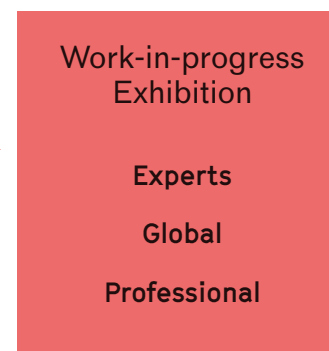 Work-in-progress
Exhibition
Experts
Global
Professional